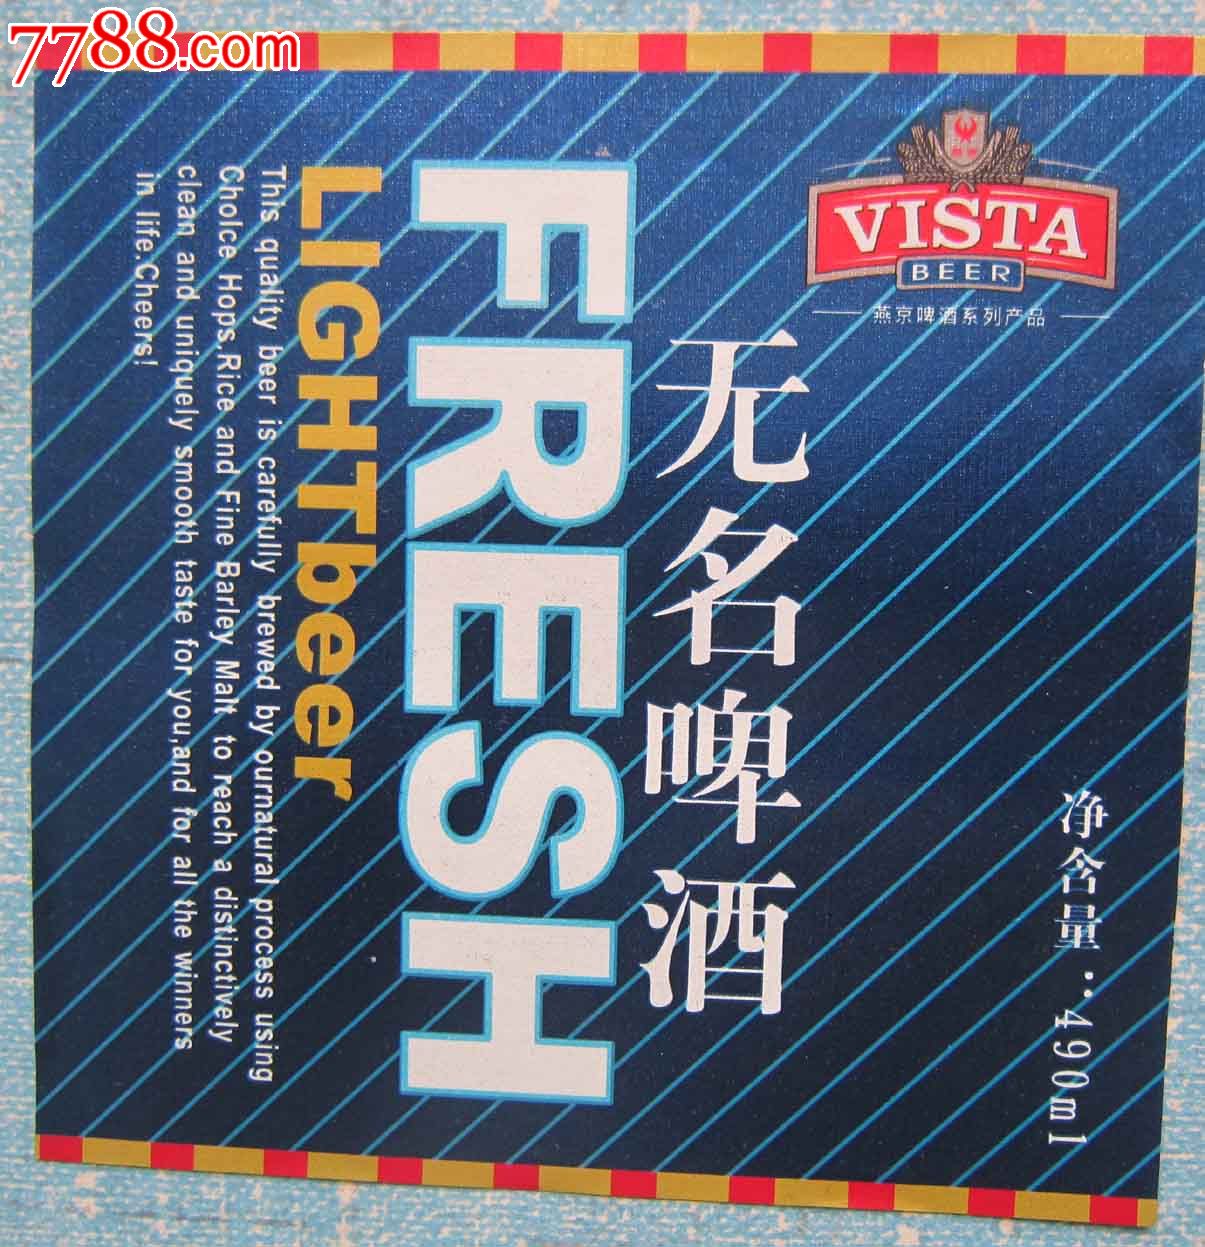 7788.com
VISTA
BEER
燕京啤酒系列产品
无名啤酒
净含量:490ml
FRESH
LIGHTbeer
This quality beer is carefully brewed by ournatural process using
Cholce Hops,Rice and Fine Barley Malt to reach a distinctively
clean and uniquely smooth taste for you,and for all the winners
in life.Cheers!